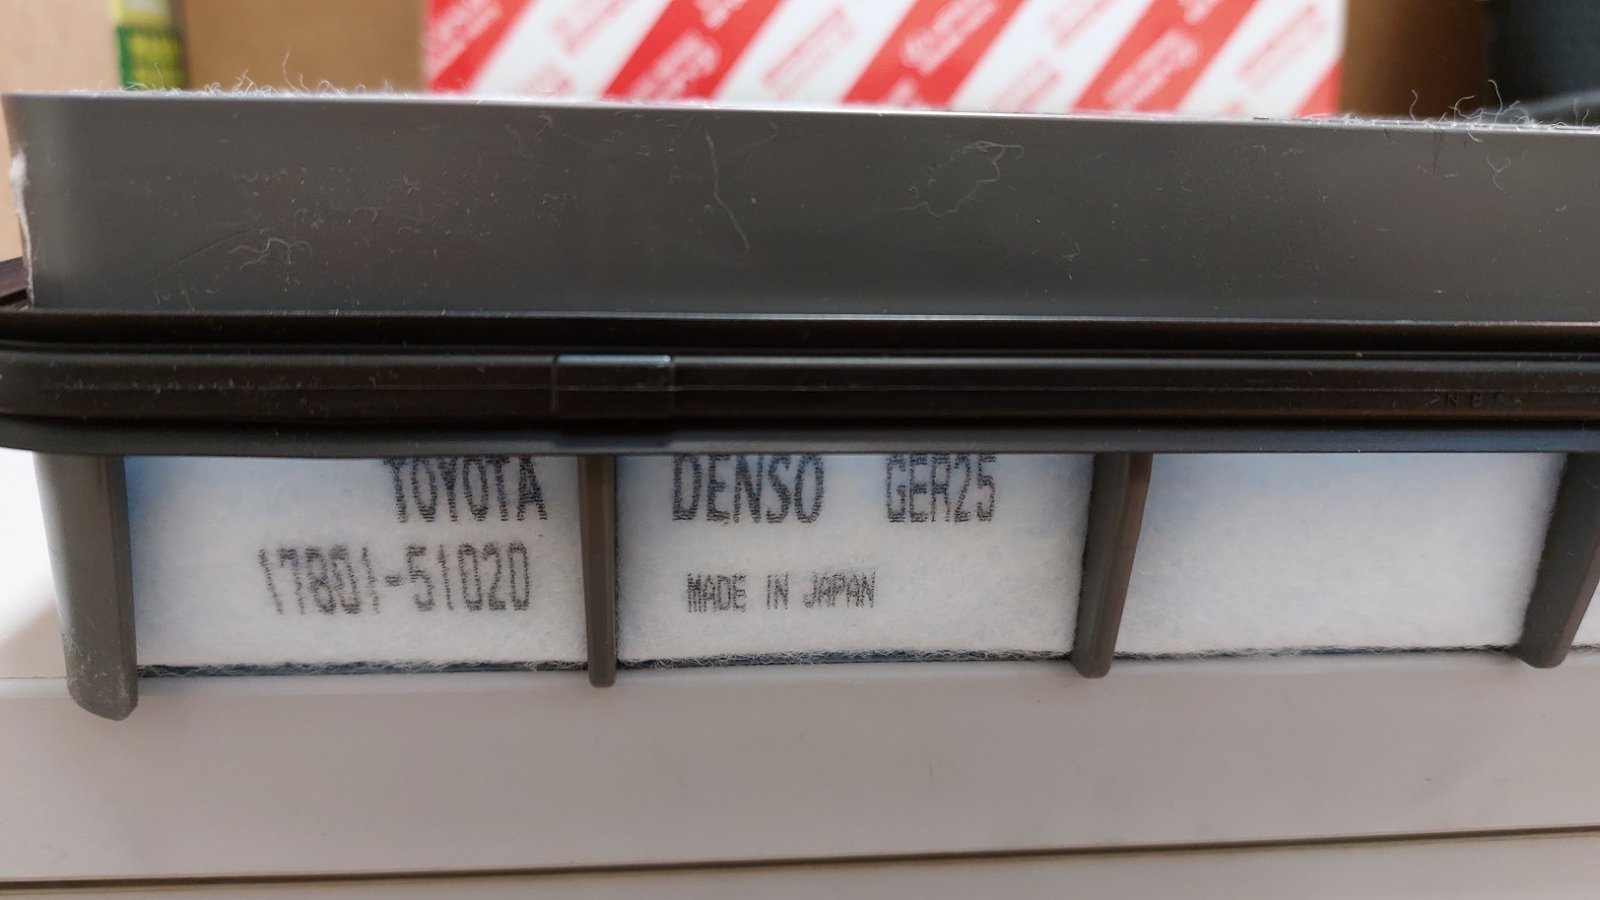 TOYOTA DENSO GER25
17801-51020 MADE IN JAPAN